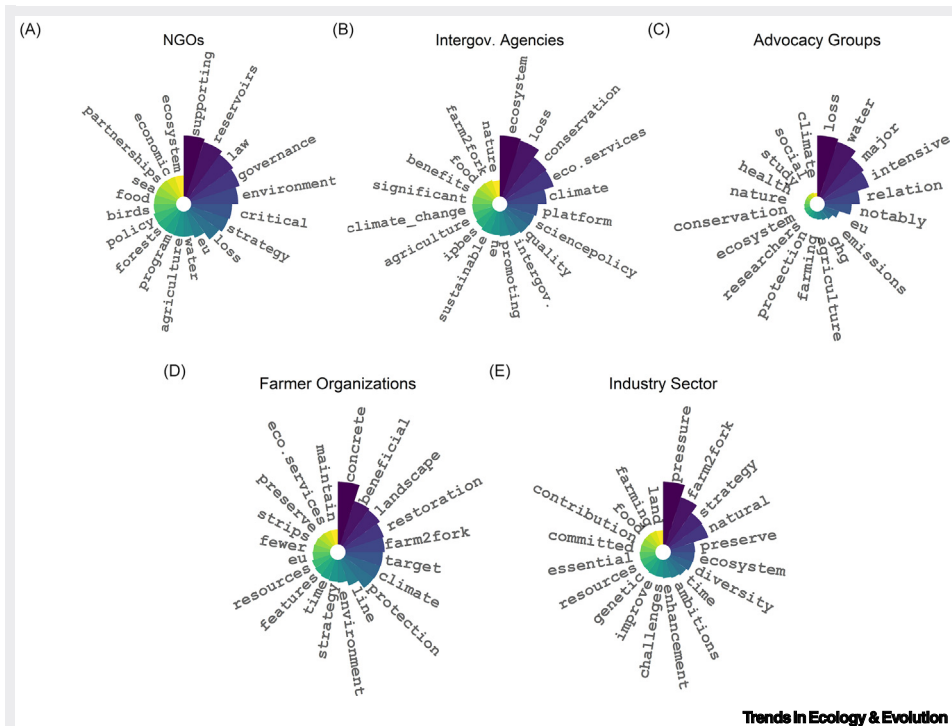 (A)
NGOs
supporting
reservoirs
law
governance
environment
critical
strategy
loss
eu
water
agriculture
program
forests
policy
birds
food
sea
partnerships
economic
ecosystem
(B)
Intergov. Agencies
ecosystem
loss
conservation
eco.services
climate
platform
sciencepolicy
quality
intergov.
promoting
eu
sustainable
ipbes
agriculture
climate_change
significant
benefits
food
farm2fork
nature
(C)
Advocacy Groups
loss
water
major
intensive
relation
notably
eu
emissions
ghg
agriculture
farming
protection
researchers
ecosystem
conservation
nature
health
study
social
climate
(D)
Farmer Organizations
concrete
beneficial
landscape
restoration
farm2fork
target
climate
protection
line
environment
strategy
time
features
resources
eu
fewer
strips
preserve
eco.services
maintain
(E)
Industry Sector
pressure
farm2fork
strategy
natural
preserve
ecosystem
diversity
time
ambitions
enhancement
challenges
improve
genetic
resources
essential
committed
contribution
food
farming
land
Trends in Ecology & Evolution